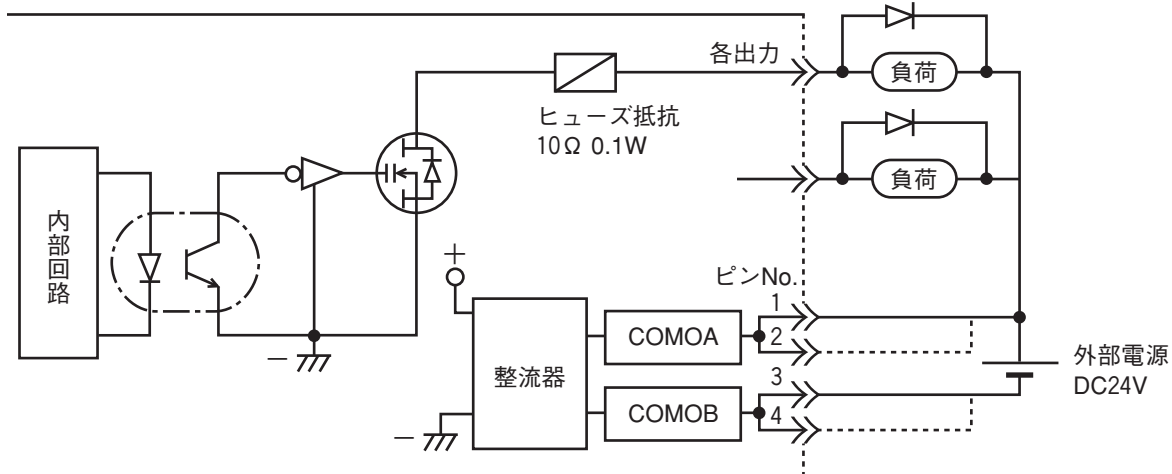 各出力
負荷
ヒューズ抵抗
10Ω 0.1W
負荷
内部回路
+
ピンNo.
1
COMOA
2
整流器
外部電源
DC24V
3
COMOB
4
−
−